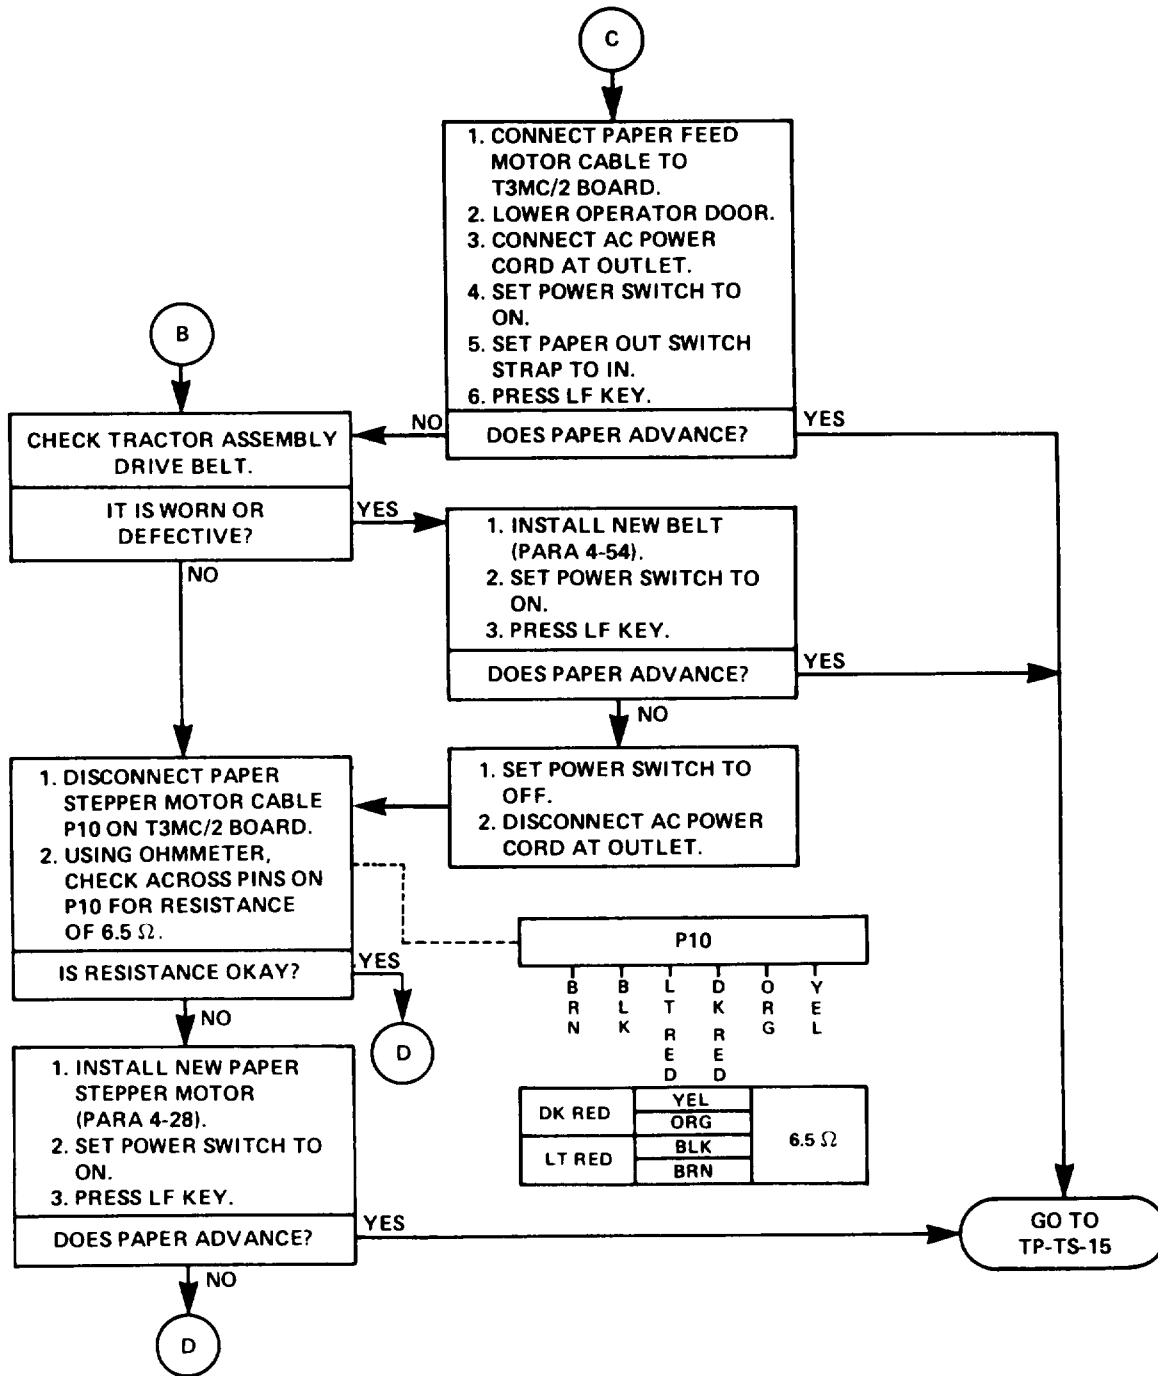 C
1. CONNECT PAPER FEED
MOTOR CABLE TO
T3MC/2 BOARD.
2. LOWER OPERATOR DOOR.
3. CONNECT AC POWER
CORD AT OUTLET.
4. SET POWER SWITCH TO
ON.
5. SET PAPER OUT SWITCH
STRAP TO IN.
6. PRESS LF KEY.
DOES PAPER ADVANCE?
YES
NO
B
CHECK TRACTOR ASSEMBLY
DRIVE BELT.
IT IS WORN OR
DEFECTIVE?
YES
NO
1. INSTALL NEW BELT
(PARA 4-54).
2. SET POWER SWITCH TO
ON.
3. PRESS LF KEY.
DOES PAPER ADVANCE?
YES
NO
1. SET POWER SWITCH TO
OFF.
2. DISCONNECT AC POWER
CORD AT OUTLET.
1. DISCONNECT PAPER
STEPPER MOTOR CABLE
P10 ON T3MC/2 BOARD.
2. USING OHMMETER,
CHECK ACROSS PINS ON
P10 FOR RESISTANCE
OF 6.5 Ω.
IS RESISTANCE OKAY?
YES
D
NO
P10
BRN
BLK
LT RED
DK RED
ORG
YEL
DK RED
YEL
ORG
LT RED
BLK
BRN
6.5 Ω
1. INSTALL NEW PAPER
STEPPER MOTOR
(PARA 4-28).
2. SET POWER SWITCH TO
ON.
3. PRESS LF KEY.
DOES PAPER ADVANCE?
YES
NO
D
GO TO
TP-TS-15